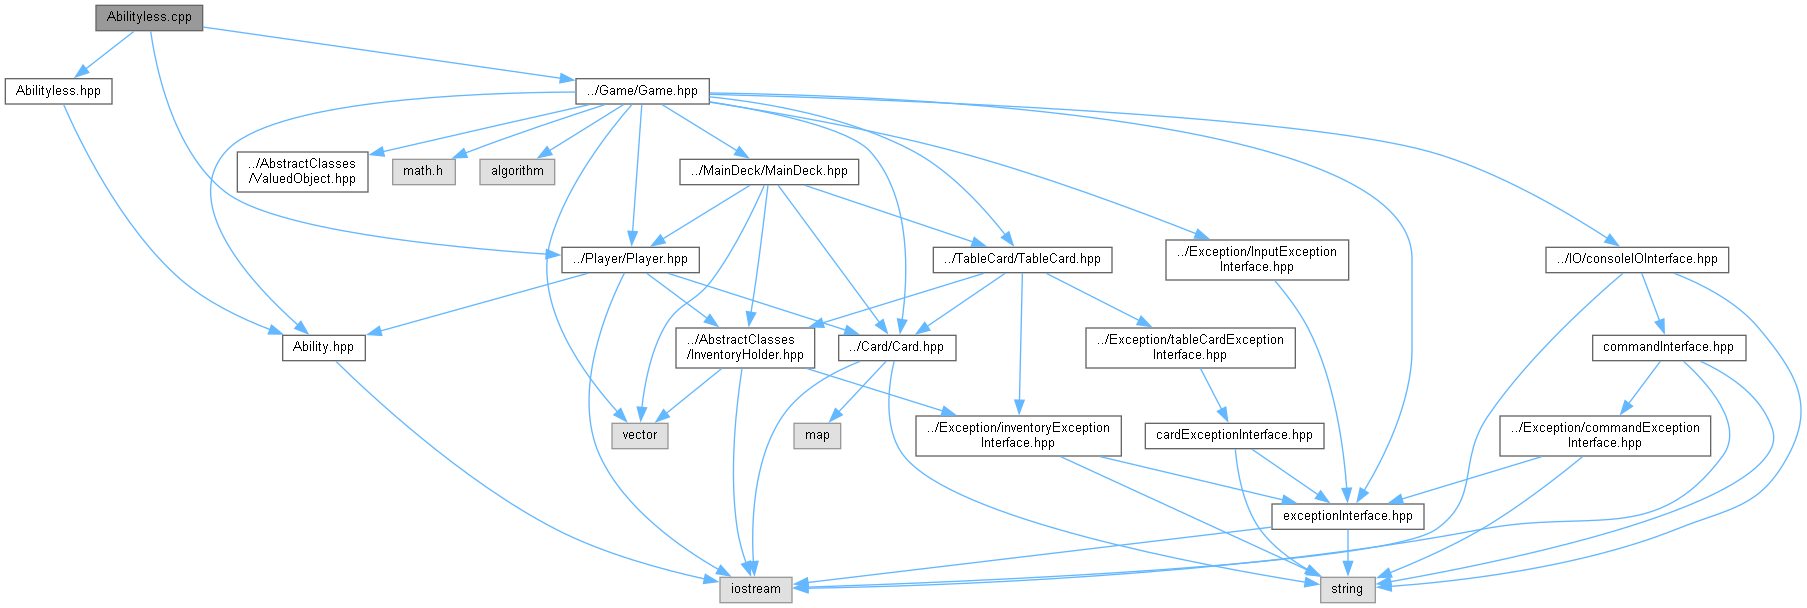 Abilityless.cpp
Abilityless.hpp
../Game/Game.hpp
../AbstractClasses
/ValuedObject.hpp
math.h
algorithm
../MainDeck/MainDeck.hpp
../Player/Player.hpp
../TableCard/TableCard.hpp
../Exception/InputException
Interface.hpp
../IO/consoleIOInterface.hpp
Ability.hpp
../AbstractClasses
/InventoryHolder.hpp
../Card/Card.hpp
../Exception/tableCardException
Interface.hpp
commandInterface.hpp
vector
map
../Exception/inventoryException
Interface.hpp
cardExceptionInterface.hpp
../Exception/commandException
Interface.hpp
exceptionInterface.hpp
iostream
string